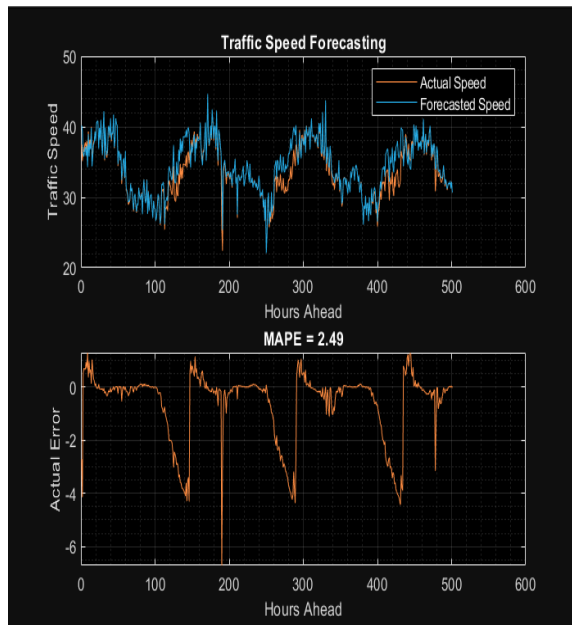 Traffic Speed Forecasting
50
40
30
20
Traffic Speed
Actual Speed
Forecasted Speed
0 100 200 300 400 500 600
Hours Ahead
MAPE = 2.49
0
-2
-4
-6
Actual Error
0 100 200 300 400 500 600
Hours Ahead